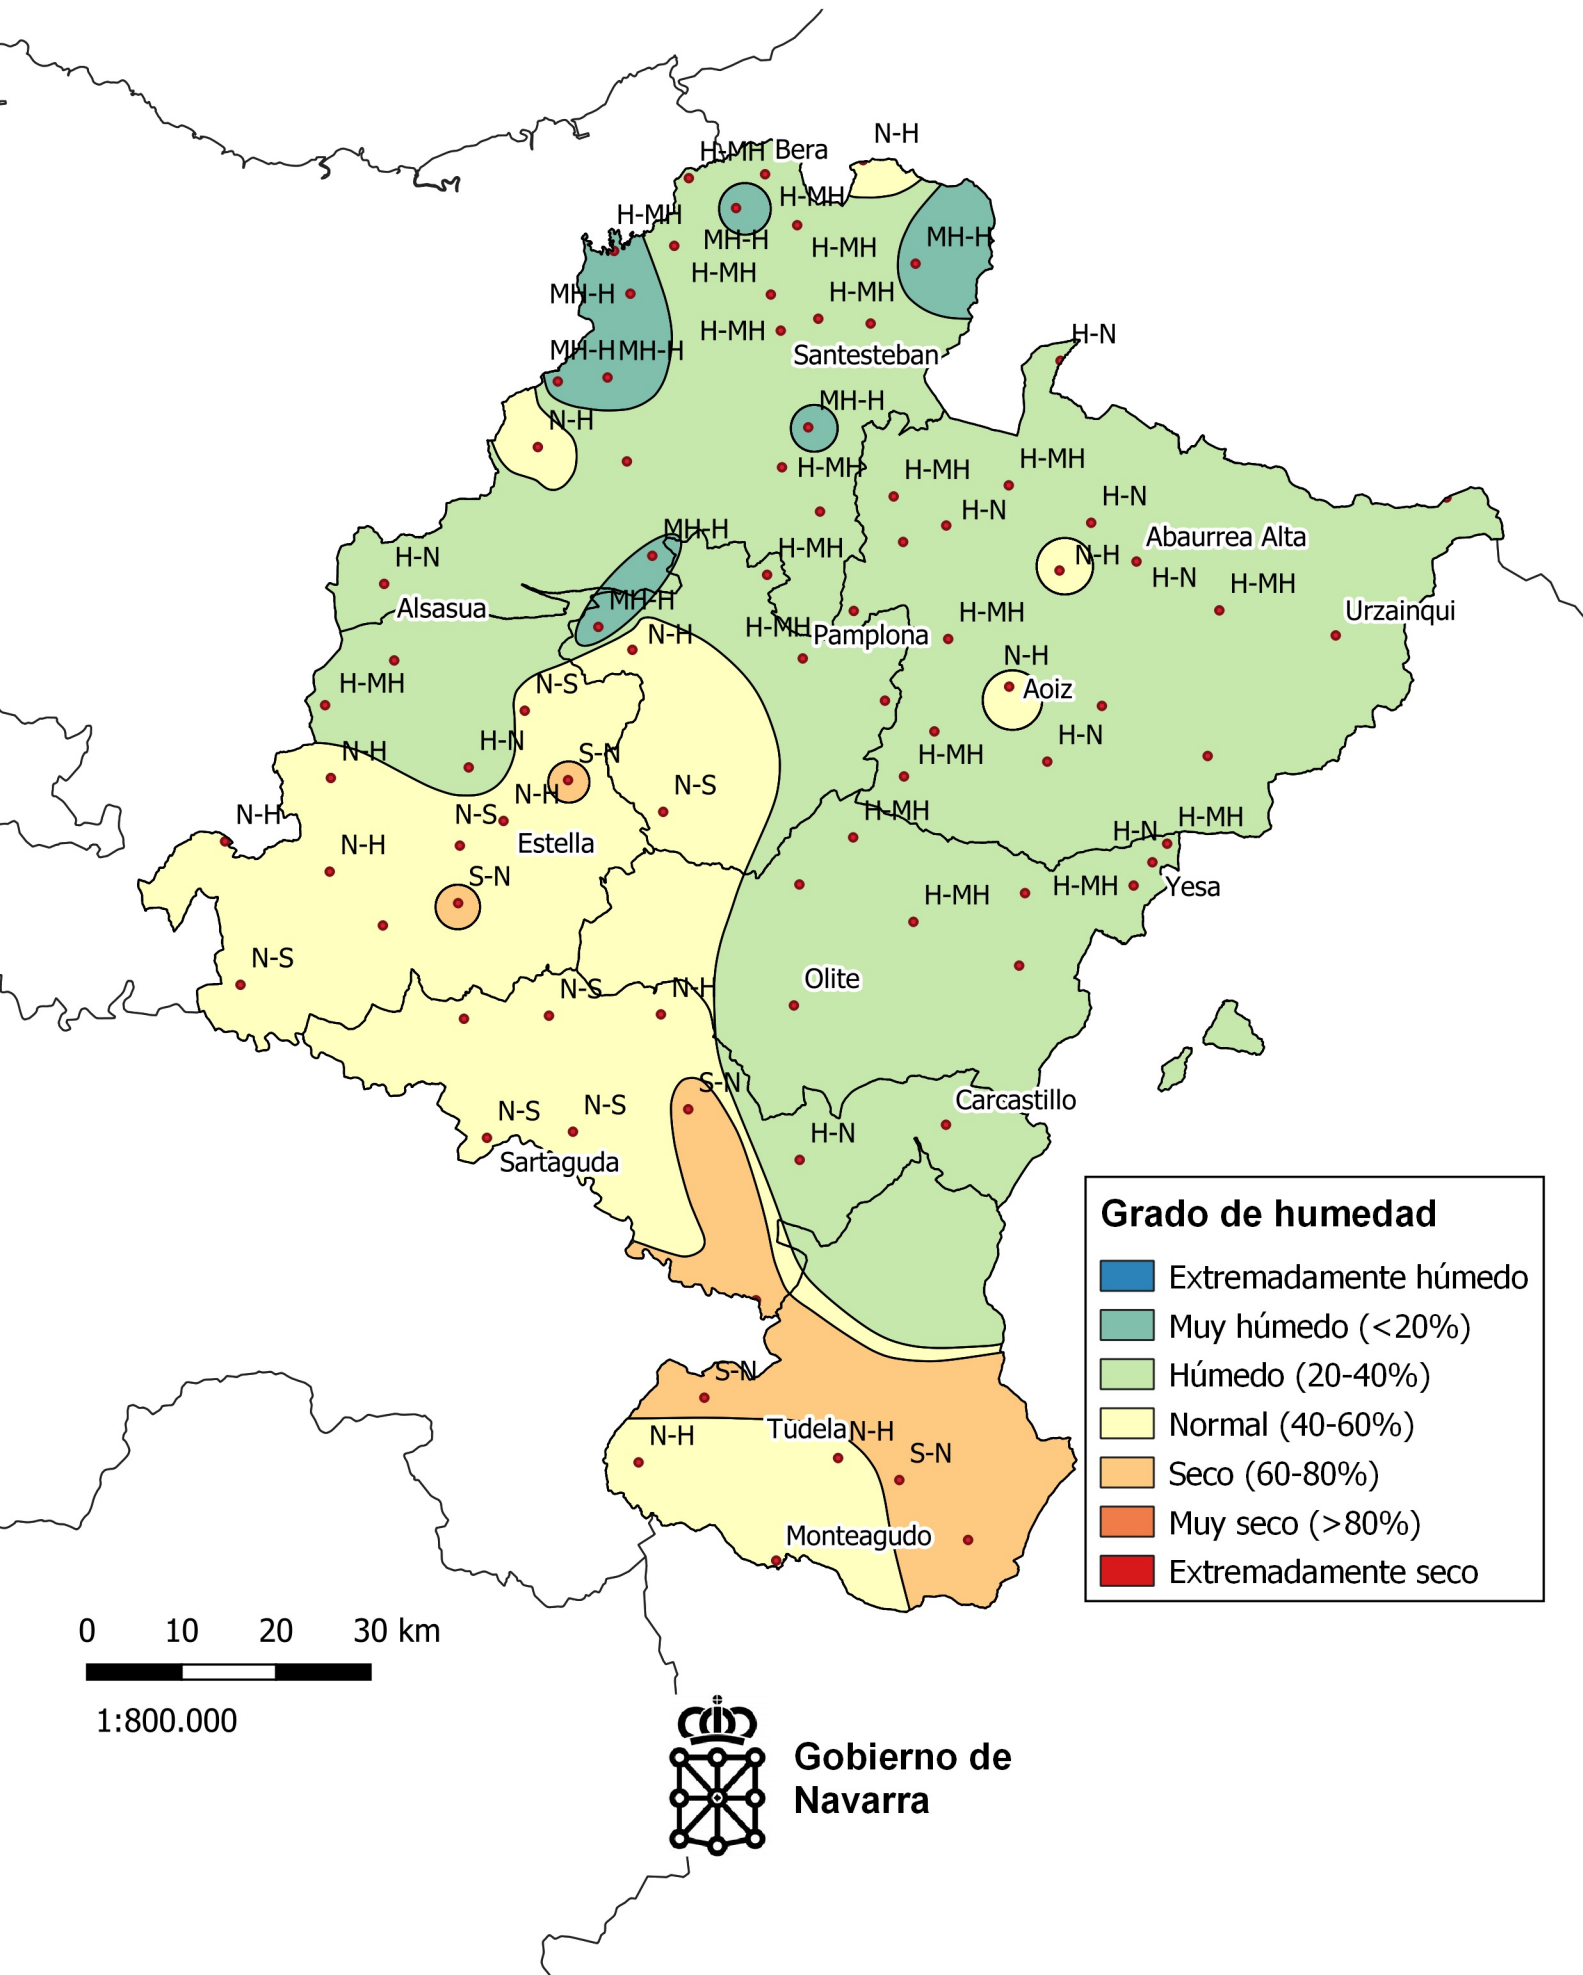 N-H
H-MH Bera
H-MH
H-MH
MH-H
H-MH
MH-H
H-MH
MH-H
H-MH
H-MH
H-N
MH-H
MH-H
Santesteban
MH-H
N-H
H-MH
H-MH
H-MH
H-N
H-N
MH-H
Abaurrea Alta
H-N
H-MH
N-H
H-N
H-MH
Alsasua
MH-H
H-MH
Urzainqui
H-MH
Pamplona
N-H
N-H
H-MH
N-S
Aoiz
H-N
H-N
N-H
S-N
H-MH
N-S
N-H
N-H
N-S
H-MH
H-MH
N-H
Estella
H-N
S-N
H-MH
H-MH
Yesa
N-S
Olite
N-S
N-H
S-N
Carcastillo
N-S
N-S
H-N
Sartaguda
S-N
N-H
Tudela
N-H
S-N
Monteagudo
Grado de humedad
Extremadamente húmedo
Muy húmedo (<20%)
Húmedo (20-40%)
Normal (40-60%)
Seco (60-80%)
Muy seco (>80%)
Extremadamente seco
0 10 20 30 km
1:800.000
Gobierno de
Navarra